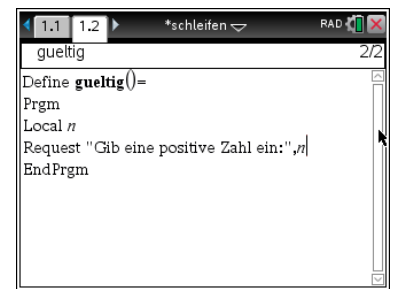 1.1 1.2 *schleifen RAD
gueltig 2/2
Define gueltig()=
Prgm
Local n
Request "Gib eine positive Zahl ein:",n
EndPrgm